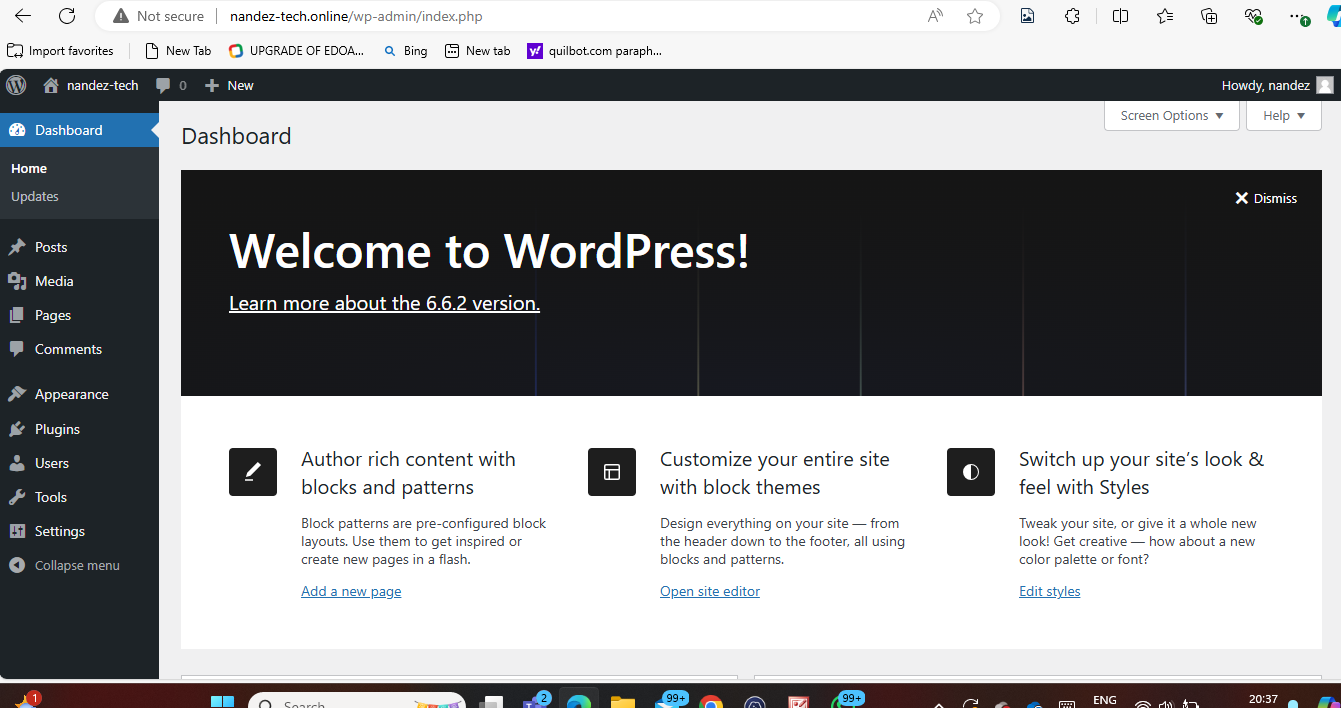 Not secure
nandez-tech.online/wp-admin/index.php
Import favorites
New Tab
UPGRADE OF EDOA...
Bing
New tab
quilbot.com paraph...
nandez-tech
0
New
Howdy, nandez
Dashboard
Home
Updates
Posts
Media
Pages
Comments
Appearance
Plugins
Users
Tools
Settings
Collapse menu
Dashboard
Screen Options
Help
Dismiss
Welcome to WordPress!
Learn more about the 6.6.2 version.
Author rich content with
blocks and patterns
Block patterns are pre-configured block
layouts. Use them to get inspired or
create new pages in a flash.
Add a new page
Customize your entire site
with block themes
Design everything on your site — from
the header down to the footer, all using
blocks and patterns.
Open site editor
Switch up your site’s look &
feel with Styles
Tweak your site, or give it a whole new
look! Get creative — how about a new
color palette or font?
Edit styles
1
Search
2
99+
99+
ENG
20:37